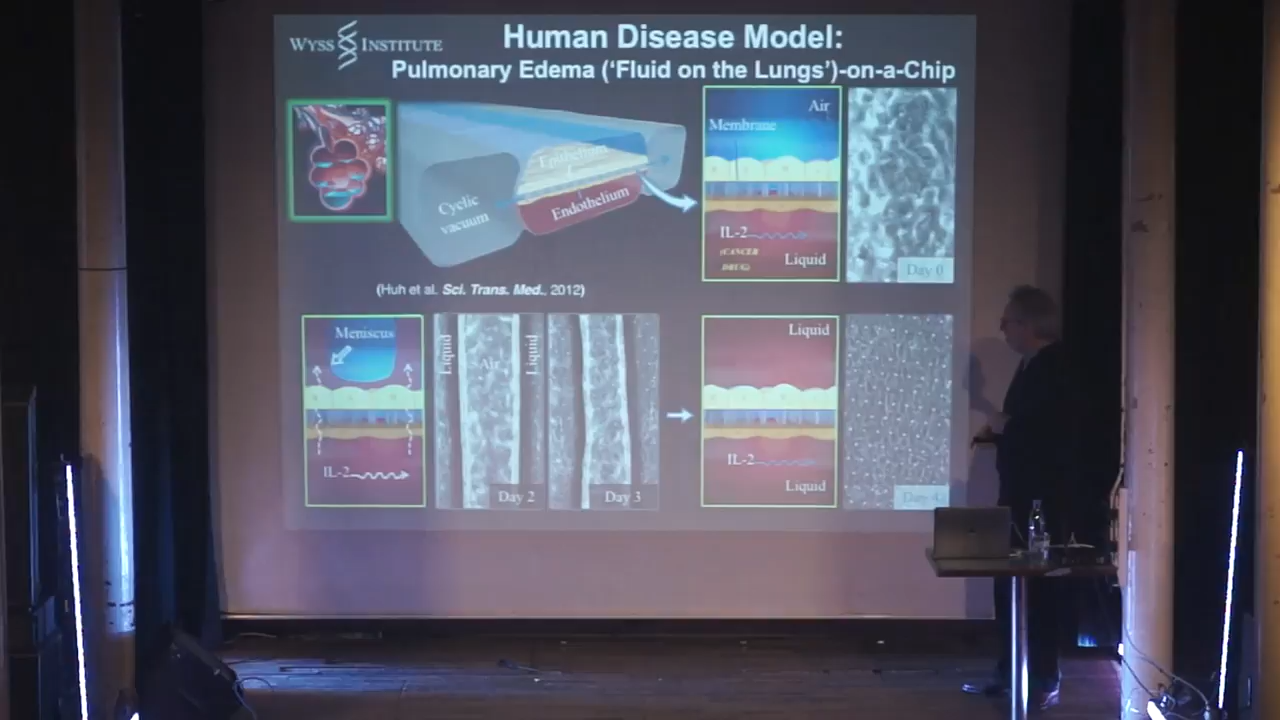 WYSS INSTITUTE
Human Disease Model:
Pulmonary Edema (‘Fluid on the Lungs’)-on-a-Chip
Cyclic
vacuum
Epithelium
Endothelium
Air
Membrane
IL-2
(CANCER
DRUG)
Liquid
Day 0
(Huh et al. Sci. Trans. Med., 2012)
Meniscus
IL-2
Liquid
Air
Liquid
Day 2
Day 3
Liquid
IL-2
Liquid
Day 4